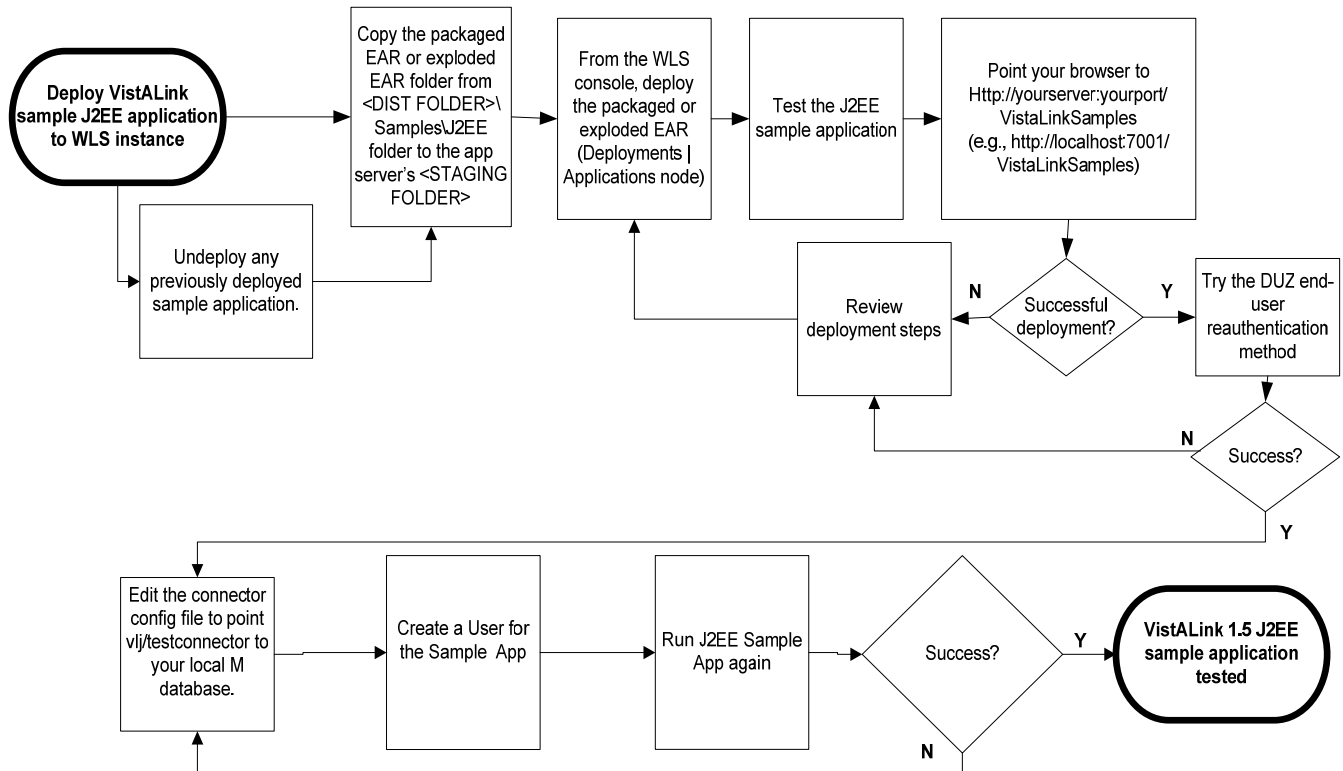 Deploy VistALink
sample J2EE application
to WLS instance
Copy the packaged
EAR or exploded
EAR folder from
<DIST FOLDER>\
Samples\J2EE
folder to the app
server's <STAGING
FOLDER>
From the WLS
console, deploy
the packaged or
exploded EAR
(Deployments |
Applications node)
Test the J2EE
sample application
Point your browser to
Http://yourserver:yourport/
VistaLinkSamples
(e.g., http://localhost:7001/
VistaLinkSamples)
Undeploy any
previously deployed
sample application.
Review
deployment steps
N
Successful
deployment?
Y
Try the DUZ end-
user
reauthentication
method
N
Success?
Y
Edit the connector
config file to point
vlj/testconnector to
your local M
database.
Create a User for
the Sample App
Run J2EE Sample
App again
Success?
Y
N
VistALink 1.5 J2EE
sample application
tested